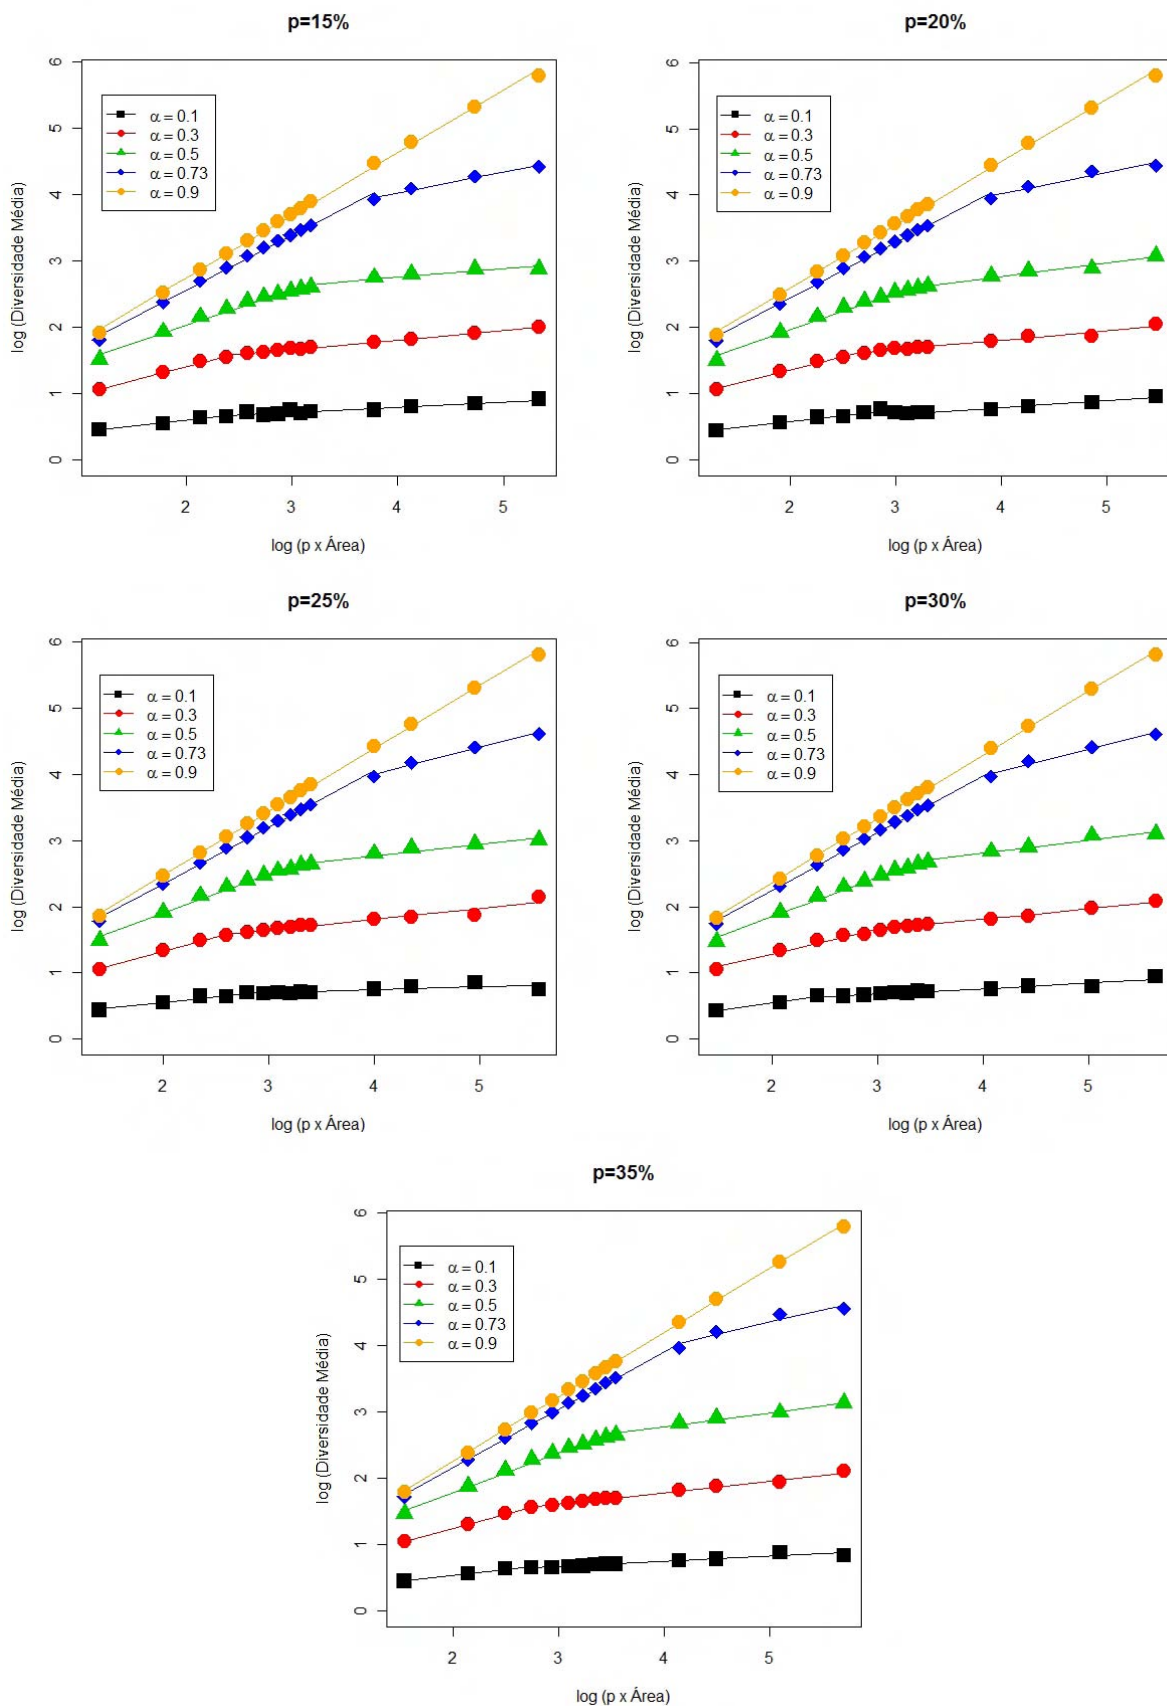 p=15%
log (Diversidade Média)
6
5
4
3
2
1
0
α = 0.1
α = 0.3
α = 0.5
α = 0.73
α = 0.9
2 3 4 5
log (p x Área)
p=20%
log (Diversidade Média)
6
5
4
3
2
1
0
α = 0.1
α = 0.3
α = 0.5
α = 0.73
α = 0.9
2 3 4 5
log (p x Área)
p=25%
log (Diversidade Média)
6
5
4
3
2
1
0
α = 0.1
α = 0.3
α = 0.5
α = 0.73
α = 0.9
2 3 4 5
log (p x Área)
p=30%
log (Diversidade Média)
6
5
4
3
2
1
0
α = 0.1
α = 0.3
α = 0.5
α = 0.73
α = 0.9
2 3 4 5
log (p x Área)
p=35%
log (Diversidade Média)
6
5
4
3
2
1
0
α = 0.1
α = 0.3
α = 0.5
α = 0.73
α = 0.9
2 3 4 5
log (p x Área)